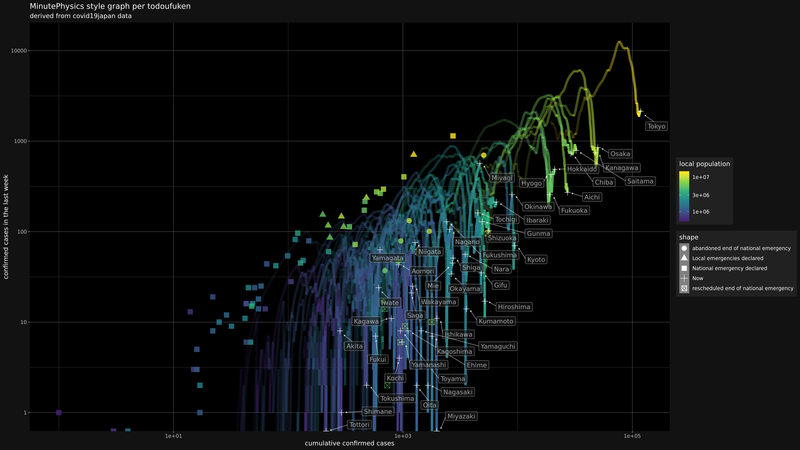 MinutePhysics style graph per todoufuken
derived from covid19japan data
10000
1000
100
10
1
confirmed cases in the last week
1e+01
1e+03
1e+05
cumulative confirmed cases
Tokyo
Osaka
Kanagawa
Saitama
Hokkaido
Chiba
Hyogo
Aichi
Fukuoka
Miyagi
Okinawa
Tochigi
Ibaraki
Gunma
Shizuoka
Kyoto
Nagano
Niigata
Fukushima
Yamagata
Shiga
Nara
Aomori
Mie
Okayama
Gifu
Iwate
Wakayama
Hiroshima
Kagawa
Saga
Kumamoto
Ishikawa
Akita
Yamaguchi
Kagoshima
Fukui
Yamanashi
Ehime
Kochi
Toyama
Tokushima
Nagasaki
Oita
Shimane
Miyazaki
Tottori
local population
1e+07
3e+06
1e+06
shape
abandoned end of national emergency
Local emergencies declared
National emergency declared
Now
rescheduled end of national emergency